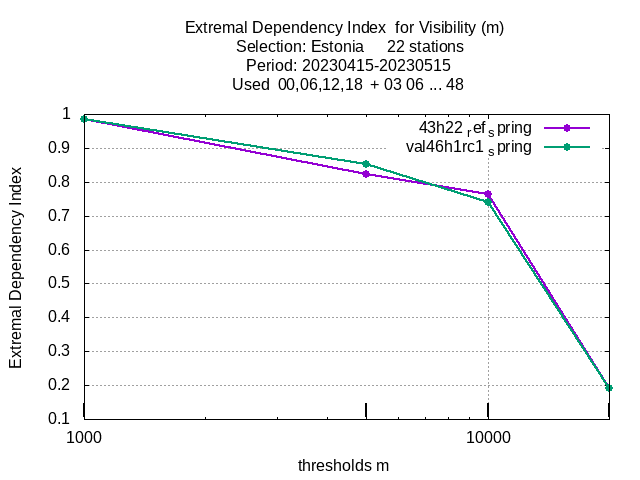 Extremal Dependency Index  for Visibility (m)
Selection: Estonia     22 stations
Period: 20230415-20230515
Used  00,06,12,18  + 03 06 ... 48
43h22 ref spring
val46h1rc1 spring
1
0.9
0.8
0.7
0.6
0.5
0.4
0.3
0.2
0.1
Extremal Dependency Index
1000 10000
thresholds m